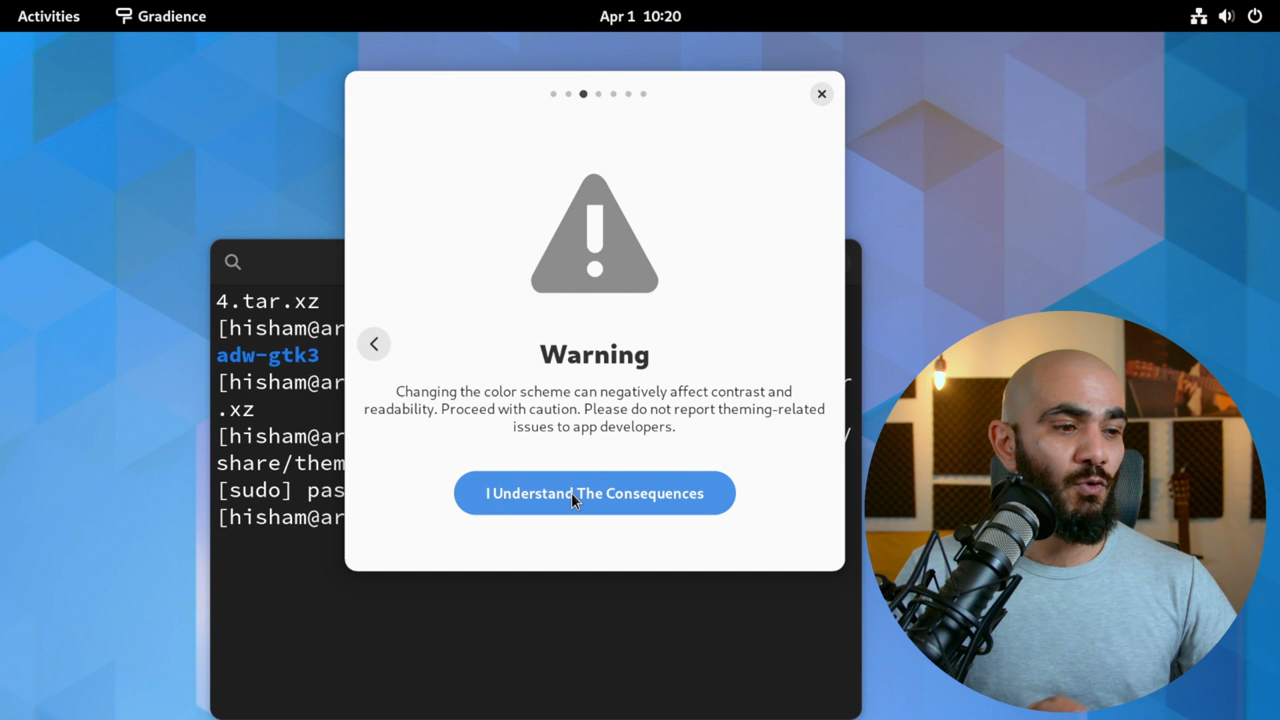 Activities
Gradience
Apr 1 10:20
4.tar.xz
[hisham@ar
adw-gtk3
[hisham@ar
r
.xz
[hisham@ar
/
share/them
[sudo] pas
[hisham@ar
Warning
Changing the color scheme can negatively affect contrast and
readability. Proceed with caution. Please do not report theming-related
issues to app developers.
I Understand The Consequences